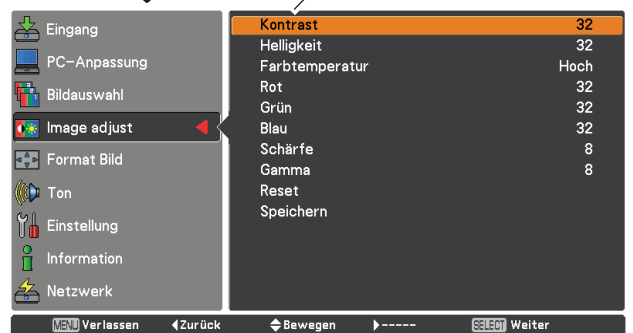 Eingang
PC-Anpassung
Bildauswahl
Image adjust
Format Bild
Ton
Einstellung
Information
Netzwerk
Kontrast 32
Helligkeit 32
Farbtemperatur Hoch
Rot 32
Grün 32
Blau 32
Schärfe 8
Gamma 8
Reset
Speichern
MENU Verlassen Zurück Bewegen ----- SELECT Weiter